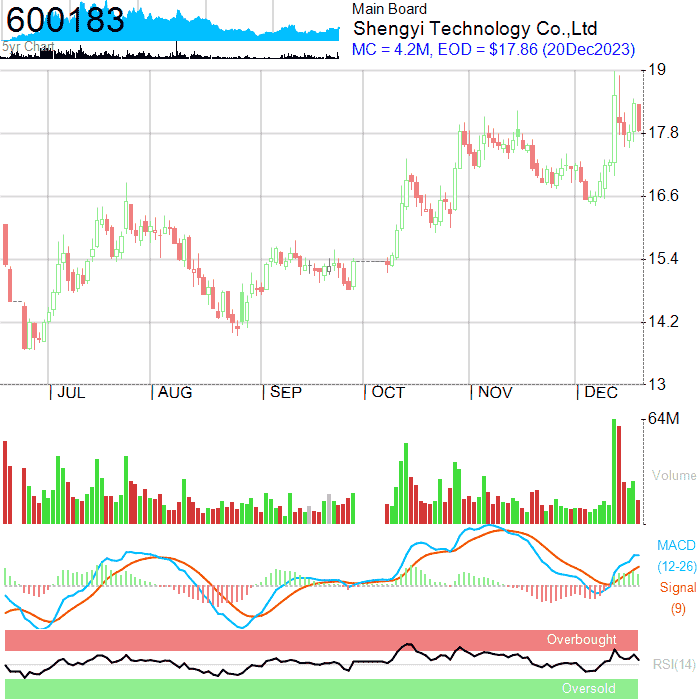 600183
5yr Chart
Main Board
Shengyi Technology Co.,Ltd
MC = 4.2M, EOD = $17.86 (20Dec2023)
19
17.8
16.6
15.4
14.2
13
JUL AUG SEP OCT NOV DEC
64M
Volume
MACD
(12-26)
Signal
(9)
Overbought
RSI(14)
Oversold